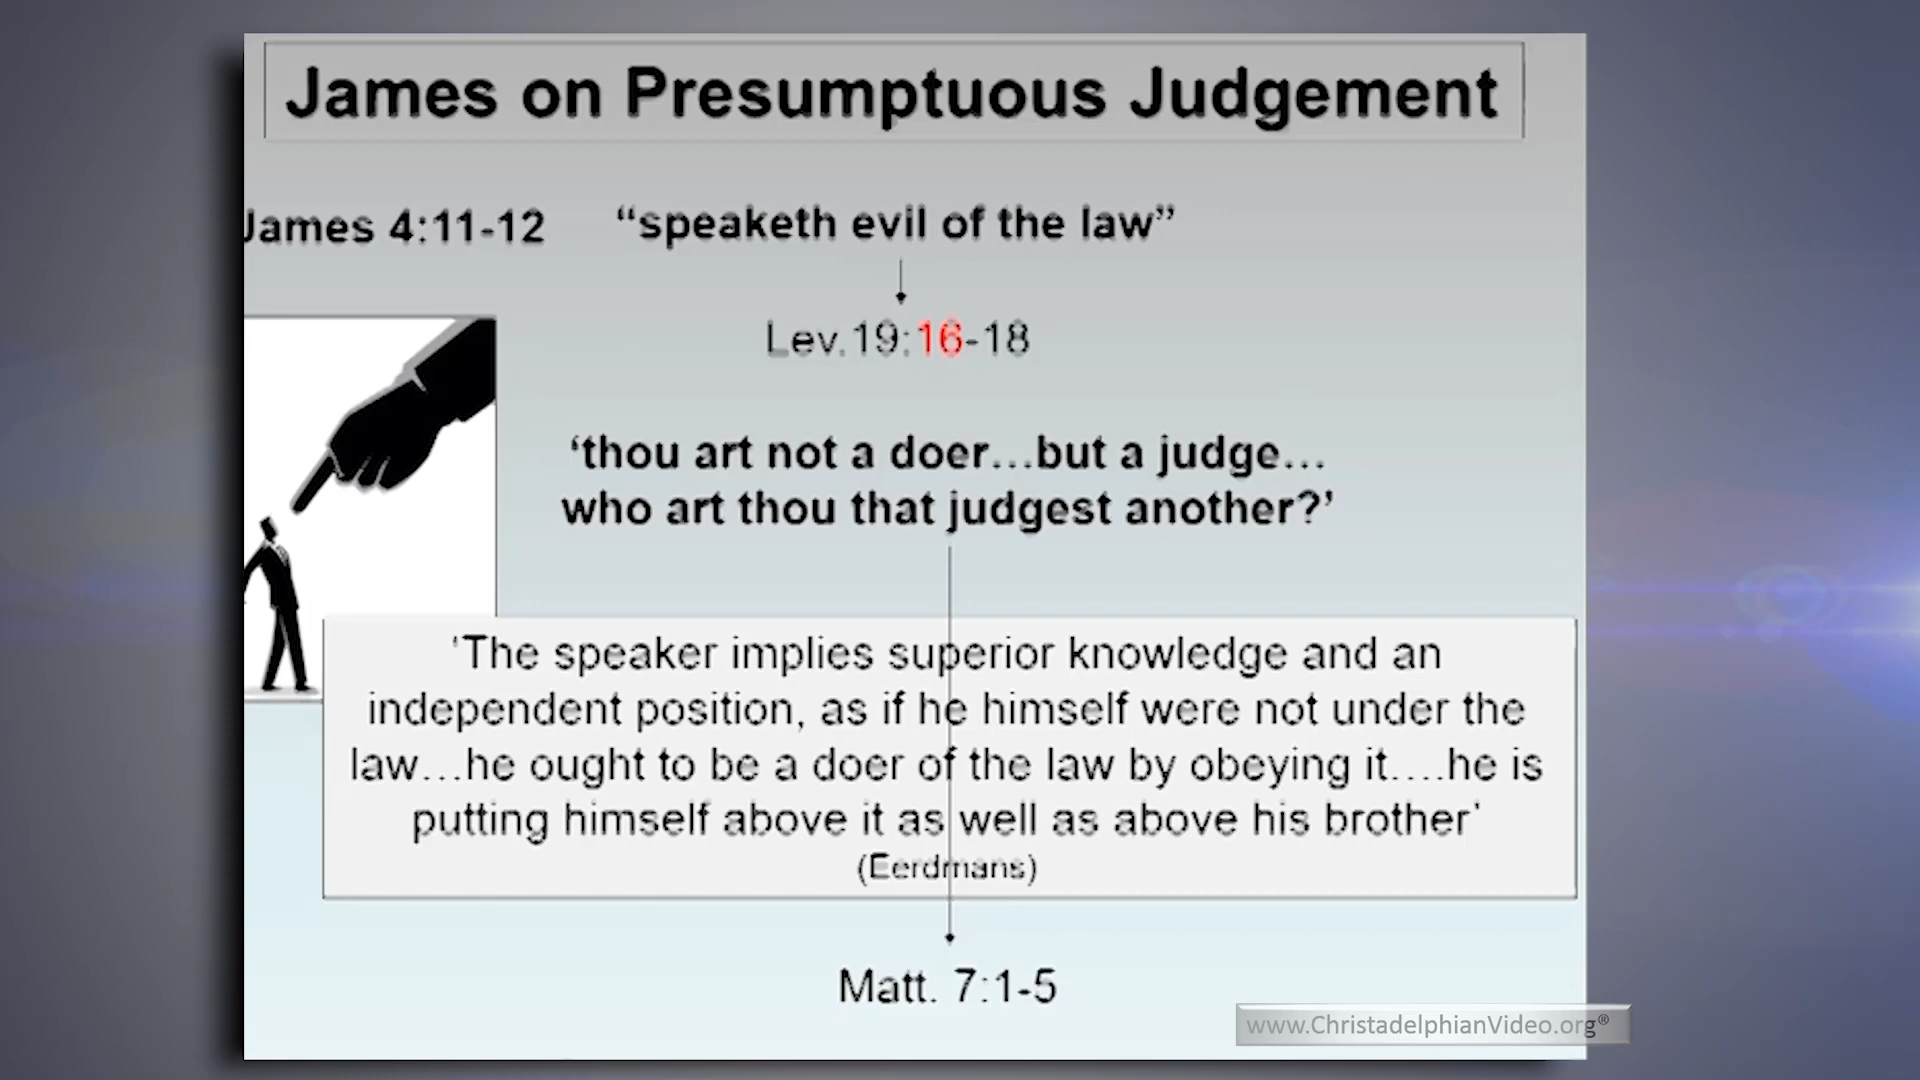 James on Presumptuous Judgement
James 4:11-12
“speaketh evil of the law”
Lev.19:16-18
‘thou art not a doer…but a judge…
who art thou that judgest another?’
‘The speaker implies superior knowledge and an
independent position, as if he himself were not under the
law…he ought to be a doer of the law by obeying it….he is
putting himself above it as well as above his brother’
(Eerdmans)
Matt. 7:1-5
www.ChristadelphianVideo.org®